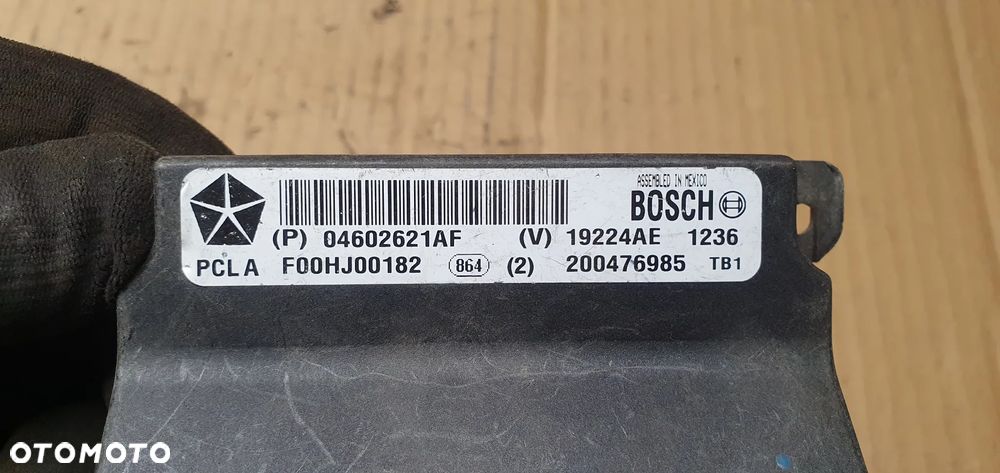 ASSEMBLED IN MEXICO
BOSCH
(P) 04602621AF (V) 19224AE 1236
PCLA F00HJ00182 864 (2) 200476985 TB1
OTOMOTO